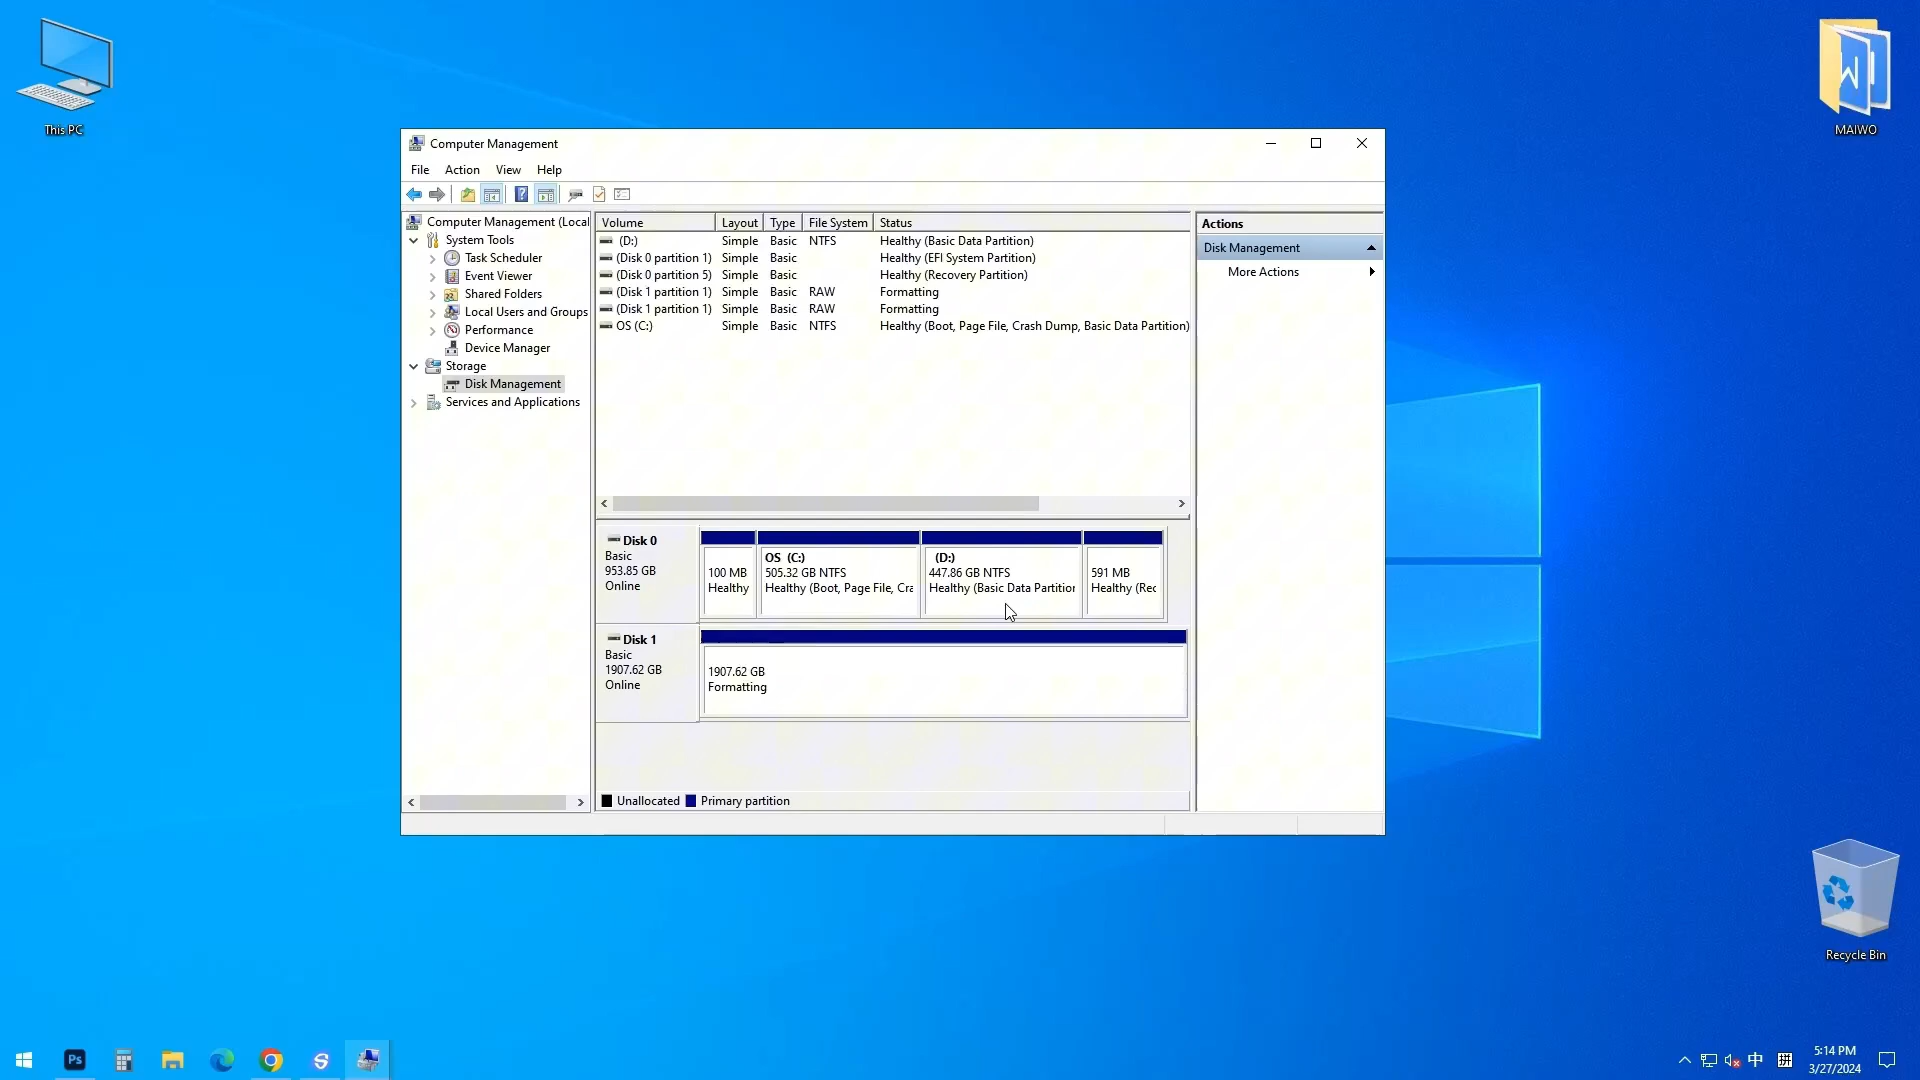 This PC
MAIWO
Computer Management
File Action View Help
Computer Management (Local
System Tools
Task Scheduler
Event Viewer
Shared Folders
Local Users and Groups
Performance
Device Manager
Storage
Disk Management
Services and Applications
Volume Layout Type File System Status
(D:) Simple Basic NTFS Healthy (Basic Data Partition)
(Disk 0 partition 1) Simple Basic Healthy (EFI System Partition)
(Disk 0 partition 5) Simple Basic Healthy (Recovery Partition)
(Disk 1 partition 1) Simple Basic RAW Formatting
(Disk 1 partition 1) Simple Basic RAW Formatting
OS (C:) Simple Basic NTFS Healthy (Boot, Page File, Crash Dump, Basic Data Partition)
Actions
Disk Management
More Actions
Disk 0
Basic
953.85 GB
Online
100 MB
Healthy
OS (C:)
505.32 GB NTFS
Healthy (Boot, Page File, Cra
(D:)
447.86 GB NTFS
Healthy (Basic Data Partition
591 MB
Healthy (Rec
Disk 1
Basic
1907.62 GB
Online
1907.62 GB
Formatting
Unallocated Primary partition
Recycle Bin
Ps
中 拼
5:14 PM
3/27/2024